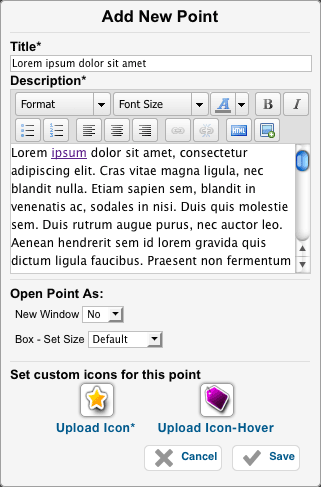 Add New Point
Title*
Lorem ipsum dolor sit amet
Description*
Format Font Size A B I
HTML
Lorem ipsum dolor sit amet, consectetur
adipiscing elit. Cras vitae magna ligula, nec
blandit nulla. Etiam sapien sem, blandit in
venenatis ac, sodales in nisi. Duis quis molestie
sem. Duis rutrum augue purus, nec auctor leo.
Aenean hendrerit sem id lorem gravida quis
dictum ligula faucibus. Praesent non fermentum
Open Point As:
New Window No
Box - Set Size Default
Set custom icons for this point
Upload Icon* Upload Icon-Hover
Cancel Save